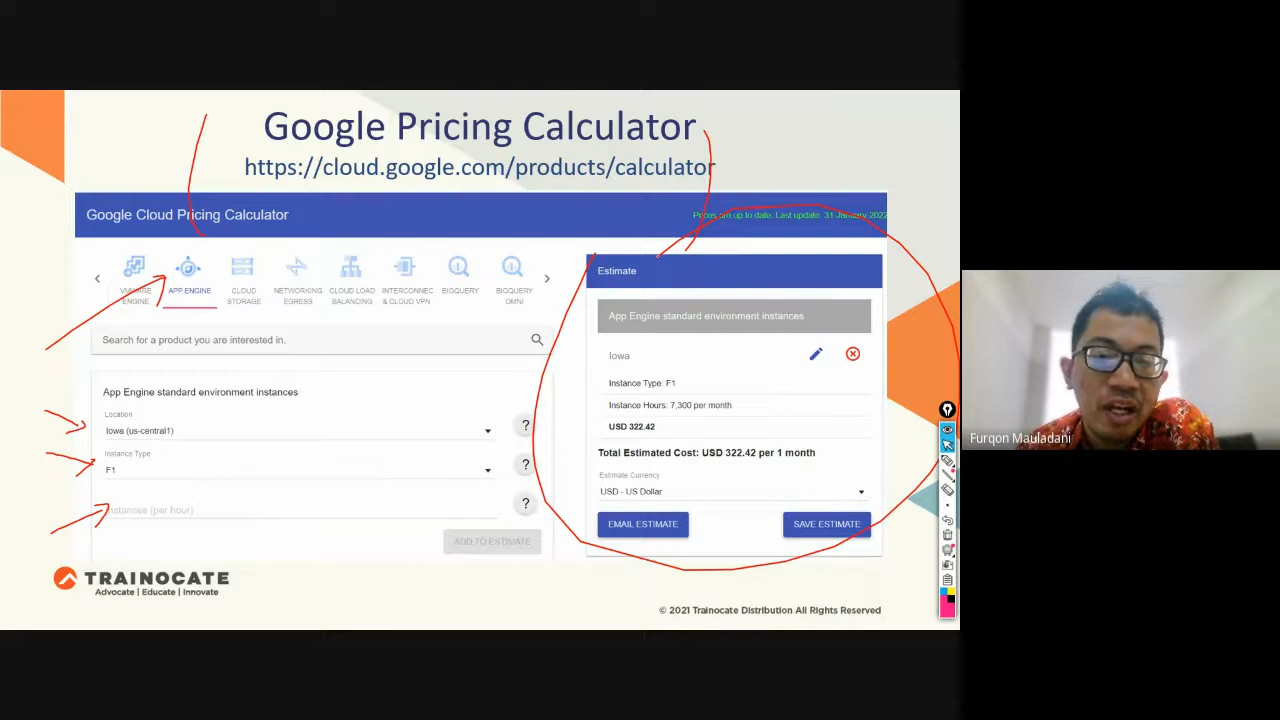 Google Pricing Calculator
https://cloud.google.com/products/calculator
Google Cloud Pricing Calculator
Prices are up to date. Last update: 31-January-2022
VMWARE ENGINE
APP ENGINE
CLOUD STORAGE
NETWORKING EGRESS
CLOUD LOAD BALANCING
INTERCONNEC & CLOUD VPN
BIGQUERY
BIGQUERY OMNI
Search for a product you are interested in.
App Engine standard environment instances
Location
Iowa (us-central1)
?
Instance Type
F1
?
Instances (per hour)
?
ADD TO ESTIMATE
Estimate
App Engine standard environment instances
Iowa
Instance Type: F1
Instance Hours: 7,300 per month
USD 322.42
Total Estimated Cost: USD 322.42 per 1 month
Estimate Currency
USD - US Dollar
EMAIL ESTIMATE
SAVE ESTIMATE
TRAINOCATE
Advocate | Educate | Innovate
© 2021 Trainocate Distribution All Rights Reserved
Furqon Mauladani